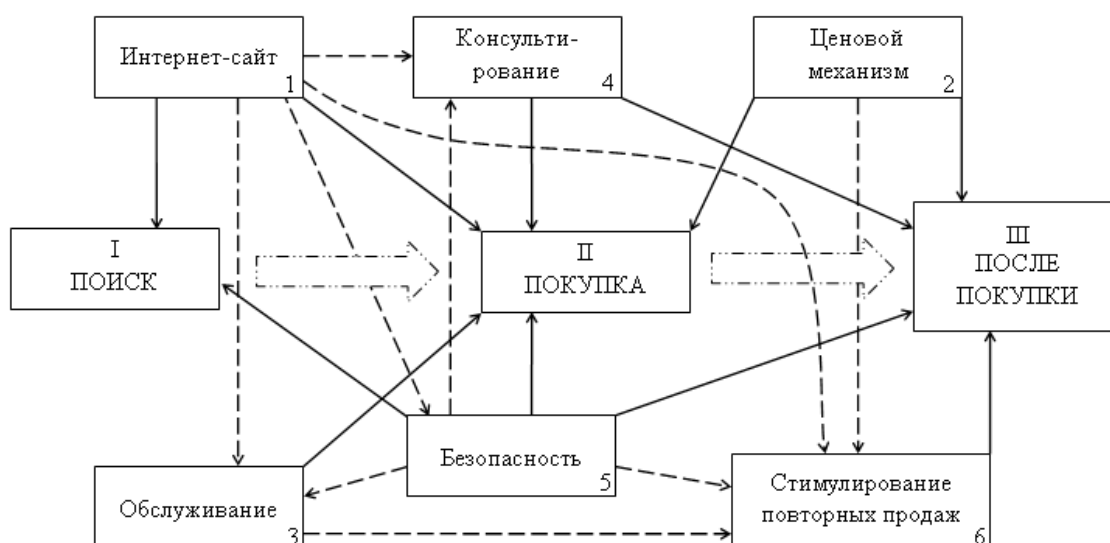 Интернет-сайт
1
Консульти-
рование
4
Ценовой
механизм
2
I
ПОИСК
II
ПОКУПКА
III
ПОСЛЕ
ПОКУПКИ
Обслуживание
3
Безопасность
5
Стимулирование
повторных продаж
6